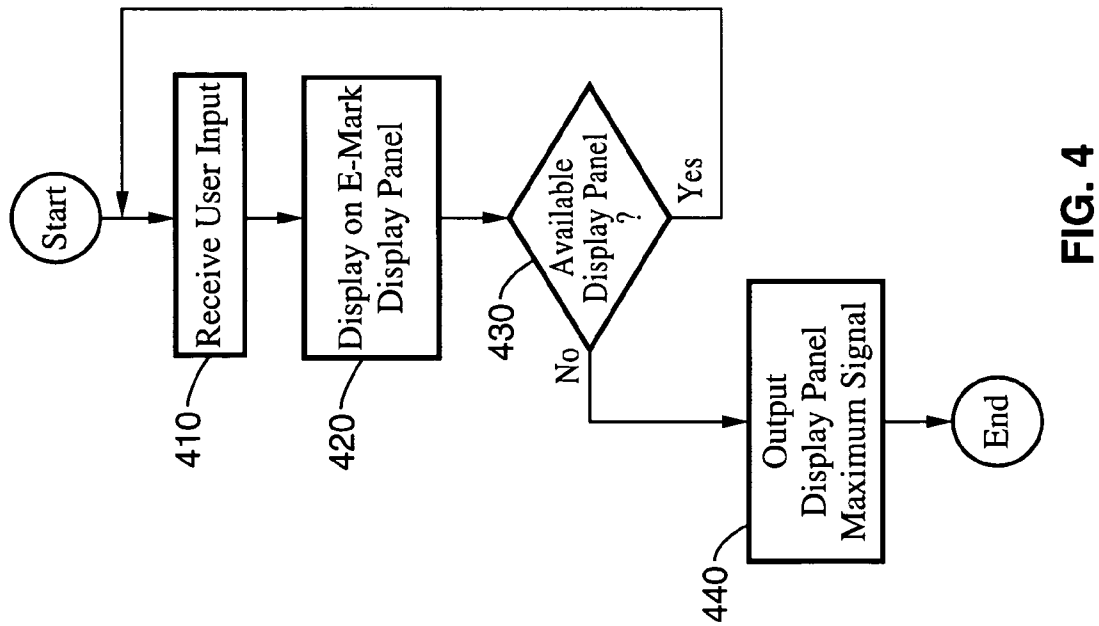 Start
Receive User Input
410
Display on E-Mark
Display Panel
420
Available
Display Panel
?
430
Yes
No
Output
Display Panel
Maximum Signal
440
End
FIG. 4